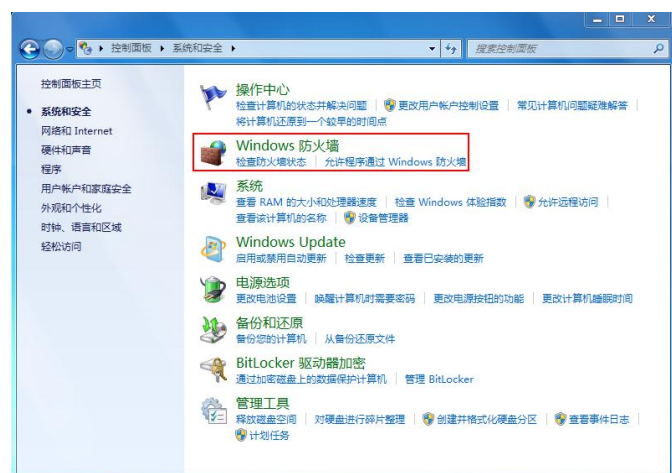 控制面板 ▸ 系统和安全 ▸
搜索控制面板
控制面板主页
系统和安全
网络和 Internet
硬件和声音
程序
用户帐户和家庭安全
外观和个性化
时钟、语言和区域
轻松访问
操作中心
检查计算机的状态并解决问题 更改用户帐户控制设置 常见计算机问题疑难解答
将计算机还原到一个较早的时间点
Windows 防火墙
检查防火墙状态 允许程序通过 Windows 防火墙
系统
查看 RAM 的大小和处理器速度 检查 Windows 体验指数 允许远程访问
查看该计算机的名称 设备管理器
Windows Update
启用或禁用自动更新 检查更新 查看已安装的更新
电源选项
更改电池设置 唤醒计算机时需要密码 更改电源按钮的功能 更改计算机睡眠时间
备份和还原
备份您的计算机 从备份还原文件
BitLocker 驱动器加密
通过加密磁盘上的数据保护计算机 管理 BitLocker
管理工具
释放磁盘空间 对硬盘进行碎片整理 创建并格式化硬盘分区 查看事件日志
计划任务